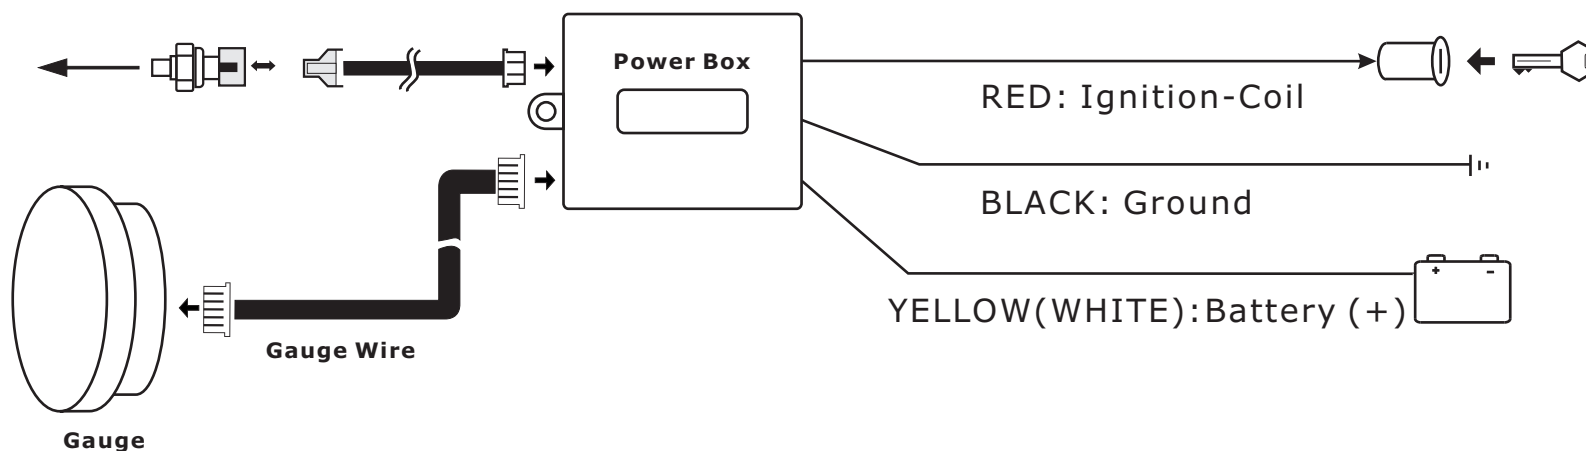 Power Box
RED: Ignition-Coil
BLACK: Ground
YELLOW(WHITE):Battery (+)
+ -
Gauge Wire
Gauge